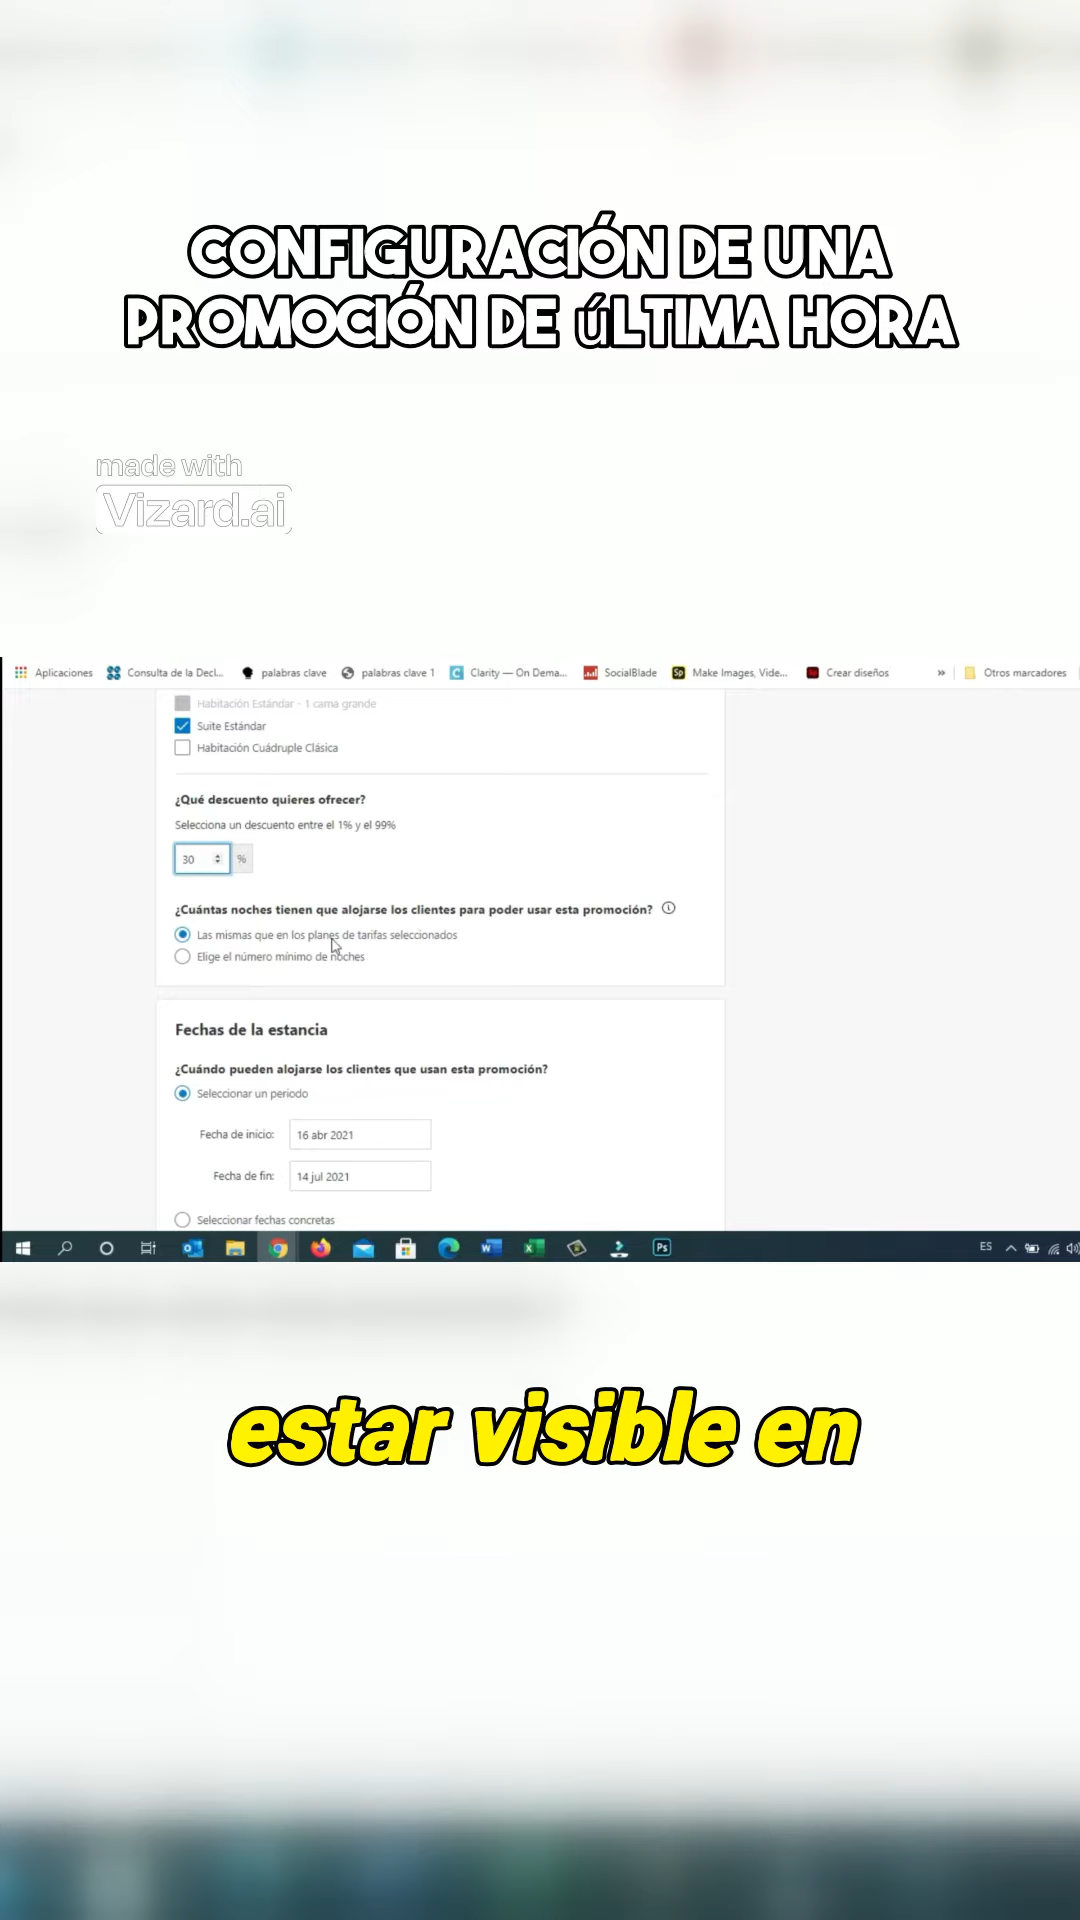 CONFIGURACIÓN DE UNA
PROMOCIÓN DE úLTIMA HORA
made with
Vizard.ai
Aplicaciones Consulta de la Decl... palabras clave palabras clave 1 Clarity — On Dema... SocialBlade Make Images, Vide... Crear diseños » Otros marcadores
Habitación Estándar - 1 cama grande
Suite Estándar
Habitación Cuádruple Clásica
¿Qué descuento quieres ofrecer?
Selecciona un descuento entre el 1% y el 99%
30 %
¿Cuántas noches tienen que alojarse los clientes para poder usar esta promoción?
Las mismas que en los planes de tarifas seleccionados
Elige el número mínimo de noches
Fechas de la estancia
¿Cuándo pueden alojarse los clientes que usan esta promoción?
Seleccionar un periodo
Fecha de inicio: 16 abr 2021
Fecha de fin: 14 jul 2021
Seleccionar fechas concretas
ES
estar visible en